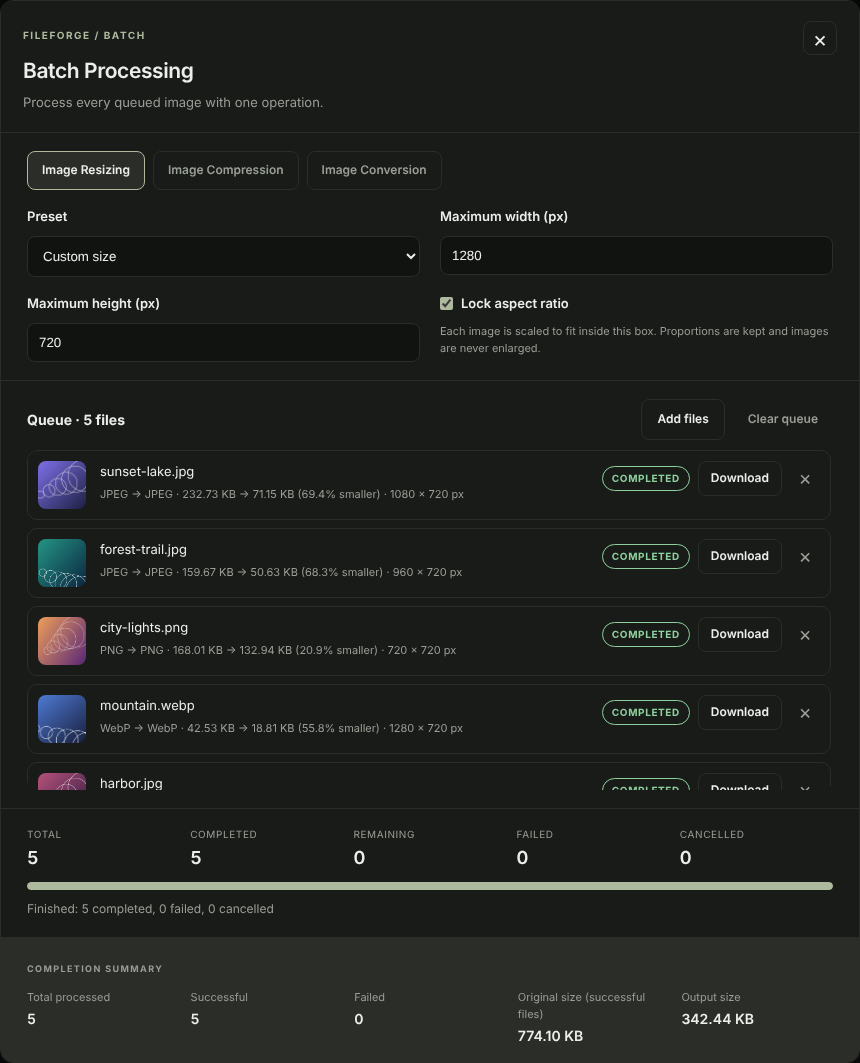 FILEFORGE / BATCH
×
Batch Processing
Process every queued image with one operation.
Image Resizing
Image Compression
Image Conversion
Preset
Maximum width (px)
Custom size
1280
Maximum height (px)
Lock aspect ratio
720
Each image is scaled to fit inside this box. Proportions are kept and images
are never enlarged.
Queue · 5 files
Add files
Clear queue
sunset-lake.jpg
JPEG → JPEG · 232.73 KB → 71.15 KB (69.4% smaller) · 1080 × 720 px
COMPLETED
Download
×
forest-trail.jpg
JPEG → JPEG · 159.67 KB → 50.63 KB (68.3% smaller) · 960 × 720 px
COMPLETED
Download
×
city-lights.png
PNG → PNG · 168.01 KB → 132.94 KB (20.9% smaller) · 720 × 720 px
COMPLETED
Download
×
mountain.webp
WebP → WebP · 42.53 KB → 18.81 KB (55.8% smaller) · 1280 × 720 px
COMPLETED
Download
×
harbor.jpg
COMPLETED
Download
×
TOTAL
5
COMPLETED
5
REMAINING
0
FAILED
0
CANCELLED
0
Finished: 5 completed, 0 failed, 0 cancelled
COMPLETION SUMMARY
Total processed
5
Successful
5
Failed
0
Original size (successful
files)
774.10 KB
Output size
342.44 KB